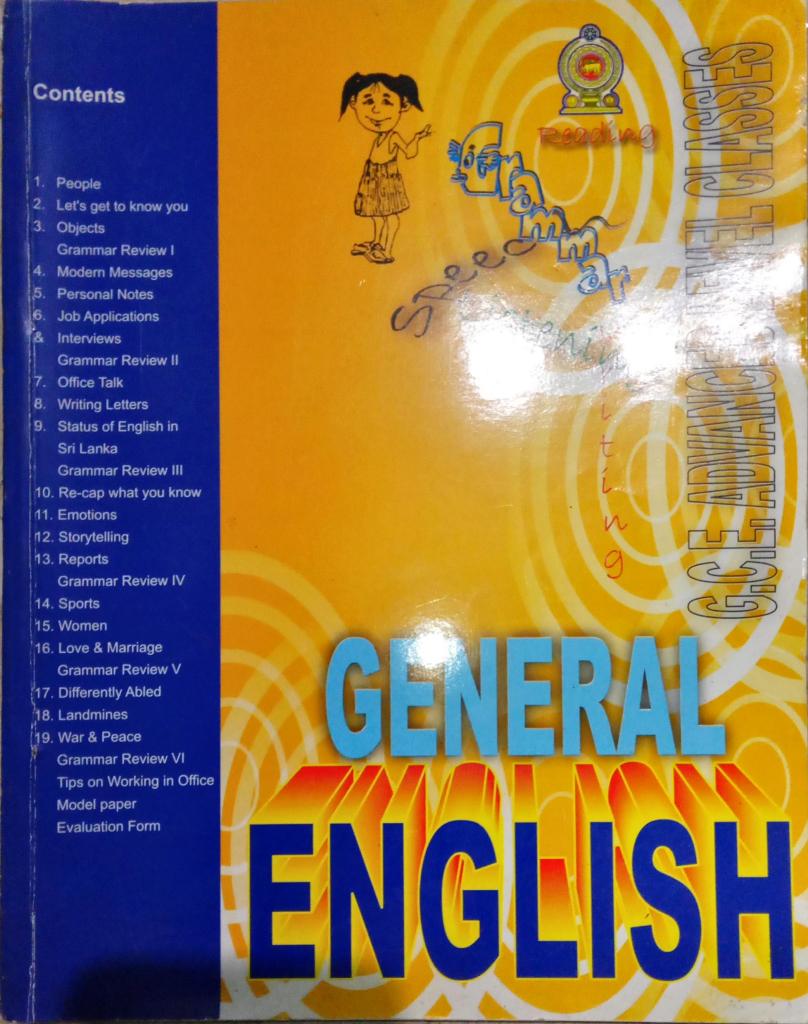 Contents
1. People
2. Let's get to know you
3. Objects
Grammar Review I
4. Modern Messages
5. Personal Notes
6. Job Applications
& Interviews
Grammar Review II
7. Office Talk
8. Writing Letters
9. Status of English in
Sri Lanka
Grammar Review III
10. Re-cap what you know
11. Emotions
12. Storytelling
13. Reports
Grammar Review IV
14. Sports
15. Women
16. Love & Marriage
Grammar Review V
17. Differently Abled
18. Landmines
19. War & Peace
Grammar Review VI
Tips on Working in Office
Model paper
Evaluation Form
Reading
Grammar
G.C.E. ADVANCED LEVEL CLASSES
GENERAL
ENGLISH